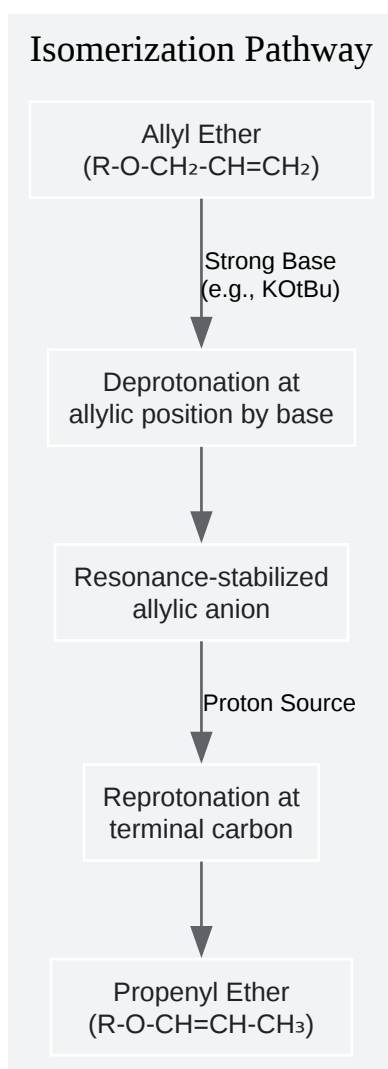 Isomerization Pathway
Allyl Ether
(R-O-CH₂-CH=CH₂)
Strong Base
(e.g., KOtBu)
Deprotonation at
allylic position by base
Resonance-stabilized
allylic anion
Proton Source
Reprotonation at
terminal carbon
Propenyl Ether
(R-O-CH=CH-CH₃)